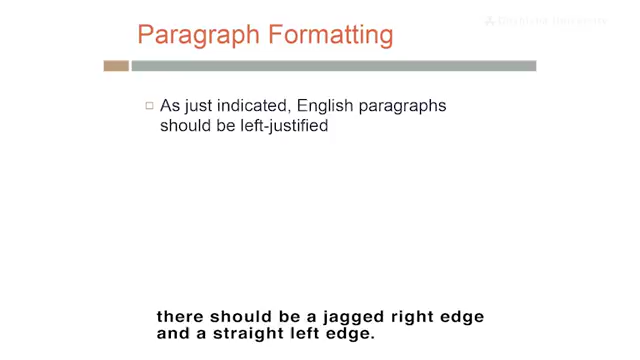 Paragraph Formatting
As just indicated, English paragraphs
should be left-justified
there should be a jagged right edge
and a straight left edge.